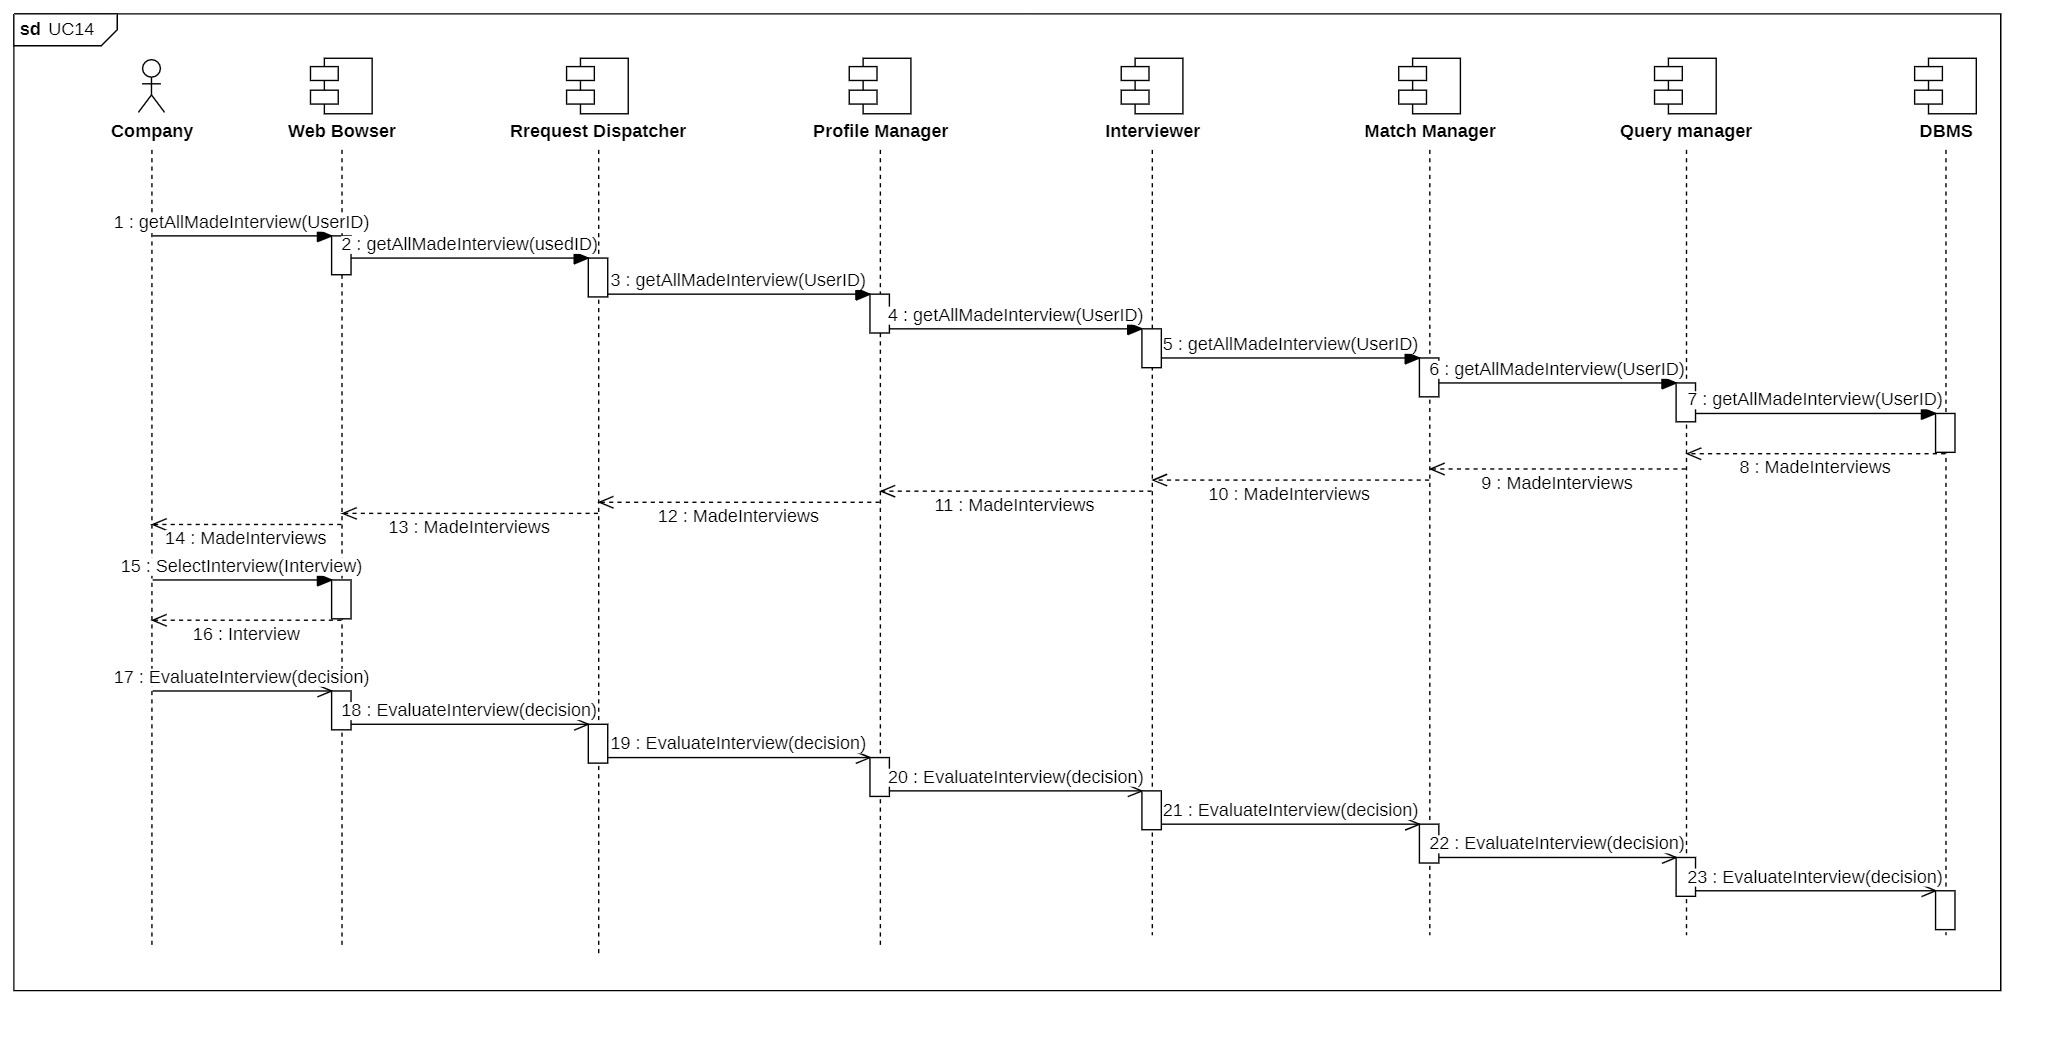 sd UC14
Company
Web Bowser
Rrequest Dispatcher
Profile Manager
Interviewer
Match Manager
Query manager
DBMS
1 : getAllMadeInterview(UserID)
2 : getAllMadeInterview(usedID)
3 : getAllMadeInterview(UserID)
4 : getAllMadeInterview(UserID)
5 : getAllMadeInterview(UserID)
6 : getAllMadeInterview(UserID)
7 : getAllMadeInterview(UserID)
8 : MadeInterviews
9 : MadeInterviews
10 : MadeInterviews
11 : MadeInterviews
12 : MadeInterviews
13 : MadeInterviews
14 : MadeInterviews
15 : SelectInterview(Interview)
16 : Interview
17 : EvaluateInterview(decision)
18 : EvaluateInterview(decision)
19 : EvaluateInterview(decision)
20 : EvaluateInterview(decision)
21 : EvaluateInterview(decision)
22 : EvaluateInterview(decision)
23 : EvaluateInterview(decision)